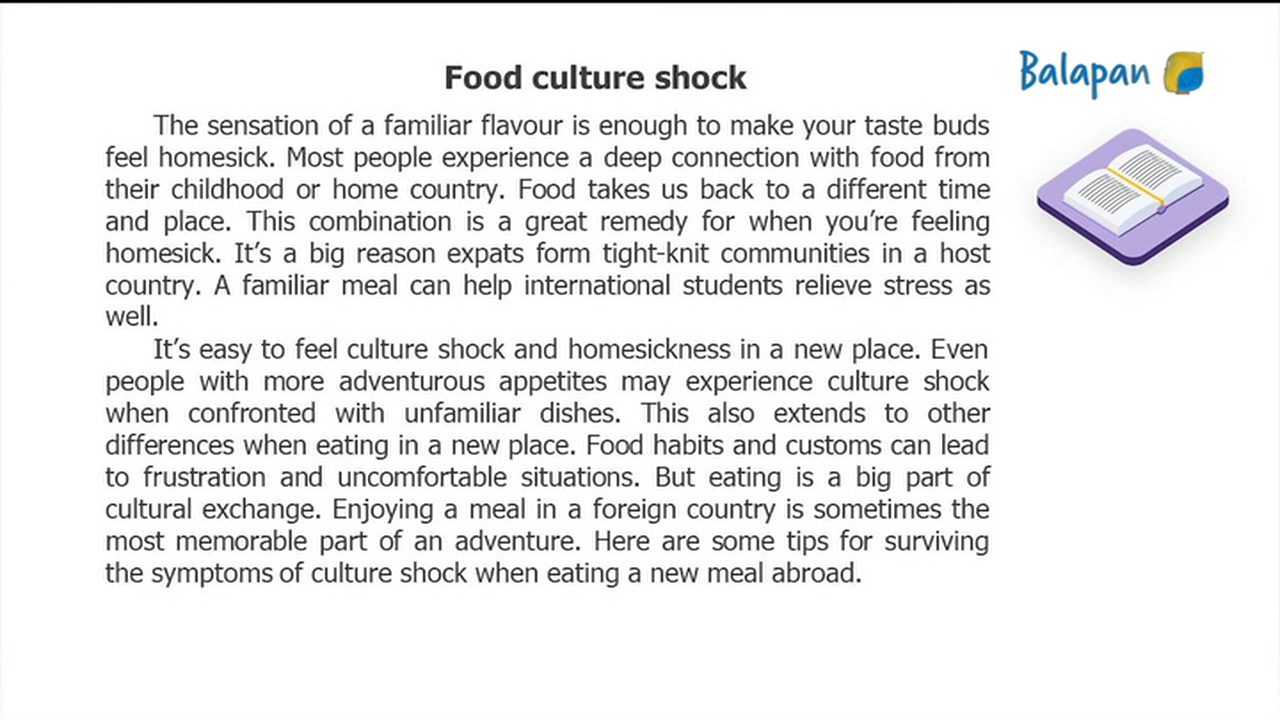 Food culture shock
Balapan
The sensation of a familiar flavour is enough to make your taste buds
feel homesick. Most people experience a deep connection with food from
their childhood or home country. Food takes us back to a different time
and place. This combination is a great remedy for when you're feeling
homesick. It's a big reason expats form tight-knit communities in a host
country. A familiar meal can help international students relieve stress as
well.
It's easy to feel culture shock and homesickness in a new place. Even
people with more adventurous appetites may experience culture shock
when confronted with unfamiliar dishes. This also extends to other
differences when eating in a new place. Food habits and customs can lead
to frustration and uncomfortable situations. But eating is a big part of
cultural exchange. Enjoying a meal in a foreign country is sometimes the
most memorable part of an adventure. Here are some tips for surviving
the symptoms of culture shock when eating a new meal abroad.